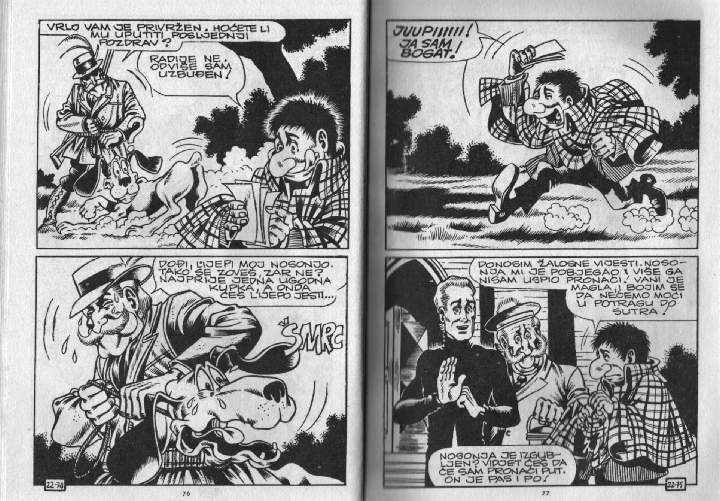 VRLO VAM JE PRIVRŽEN. HOĆETE LI
MU UPUTITI POSLJEDNJI
POZDRAV?
RADIJE NE.
ODVIŠE SAM
UZBUĐEN!
DOĐI, LIJEPI MOJ NOSONJO.
TAKO SE ZOVEŠ, ZAR NE?
NAJPRIJE JEDNA UGODNA
KUPKA, A ONDA
ĆEŠ LIJEPO JESTI...
ŠMRC
22-74
76
JUUPIIIIII!
JA SAM
BOGAT!
DONOSIM ŽALOSNE VIJESTI. NOSO-
NJA MI JE POBJEGAO I VIŠE GA
NISAM USPIO PRONAĆI. VANI JE
MAGLA, I BOJIM SE
DA NEĆEMO MOĆI
U POTRAGU DO
SUTRA!
NOSONJA JE IZGUB-
LJEN? VIDJET ĆEŠ DA
ĆE SAM PRONAĆI PUT.
ON JE PAS I PO!
22-75
77